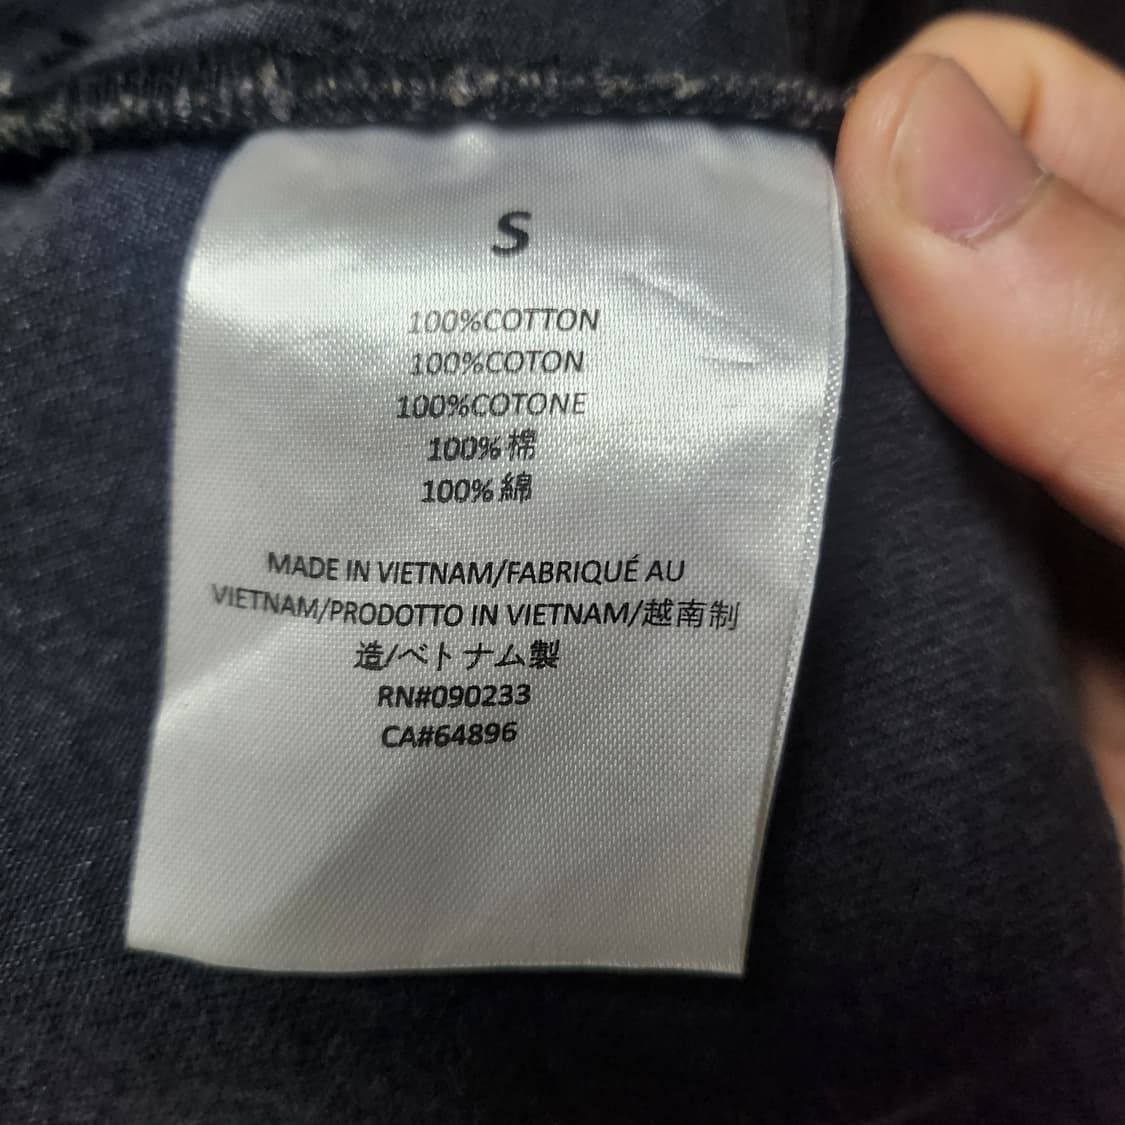 S
100%COTTON
100%COTON
100%COTONE
100%棉
100%綿
MADE IN VIETNAM/FABRIQUÉ AU
VIETNAM/PRODOTTO IN VIETNAM/越南制
造/ベトナム製
RN#090233
CA#64896